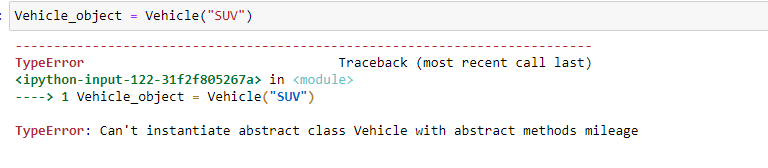 Vehicle_object = Vehicle("SUV")
---------------------------------------------------------------------------
TypeError                                 Traceback (most recent call last)
<ipython-input-122-31f2f805267a> in <module>
----> 1 Vehicle_object = Vehicle("SUV")
TypeError: Can't instantiate abstract class Vehicle with abstract methods mileage